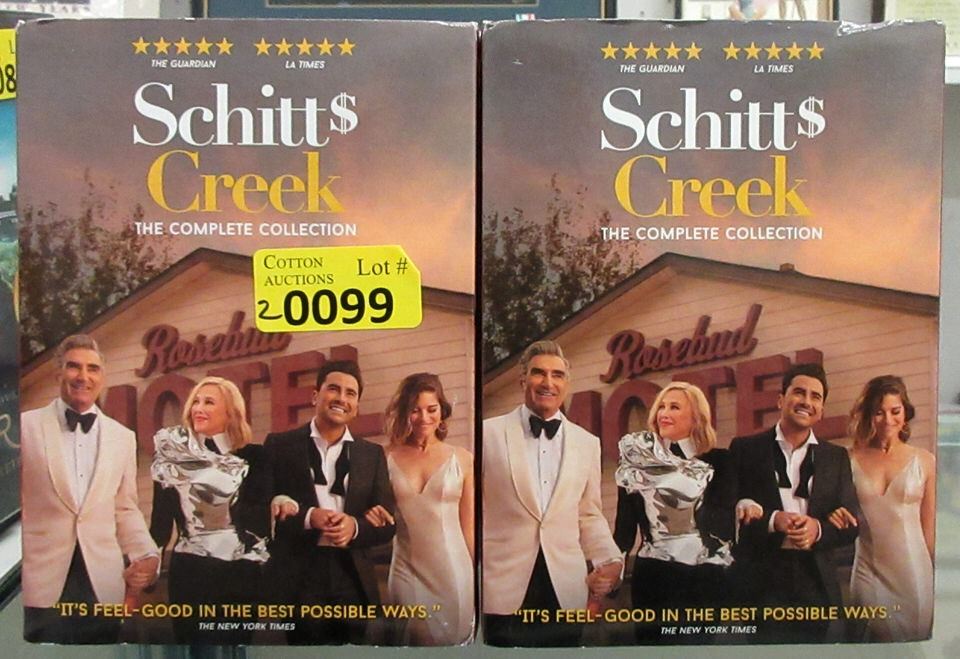 ★★★★★ ★★★★★
THE GUARDIAN LA TIMES
Schitt$
Creek
THE COMPLETE COLLECTION
COTTON
AUCTIONS Lot #
20099
Rosebud
MOTEL
"IT'S FEEL-GOOD IN THE BEST POSSIBLE WAYS."
THE NEW YORK TIMES
★★★★★ ★★★★★
THE GUARDIAN LA TIMES
Schitt$
Creek
THE COMPLETE COLLECTION
Rosebud
MOTEL
"IT'S FEEL-GOOD IN THE BEST POSSIBLE WAYS."
THE NEW YORK TIMES